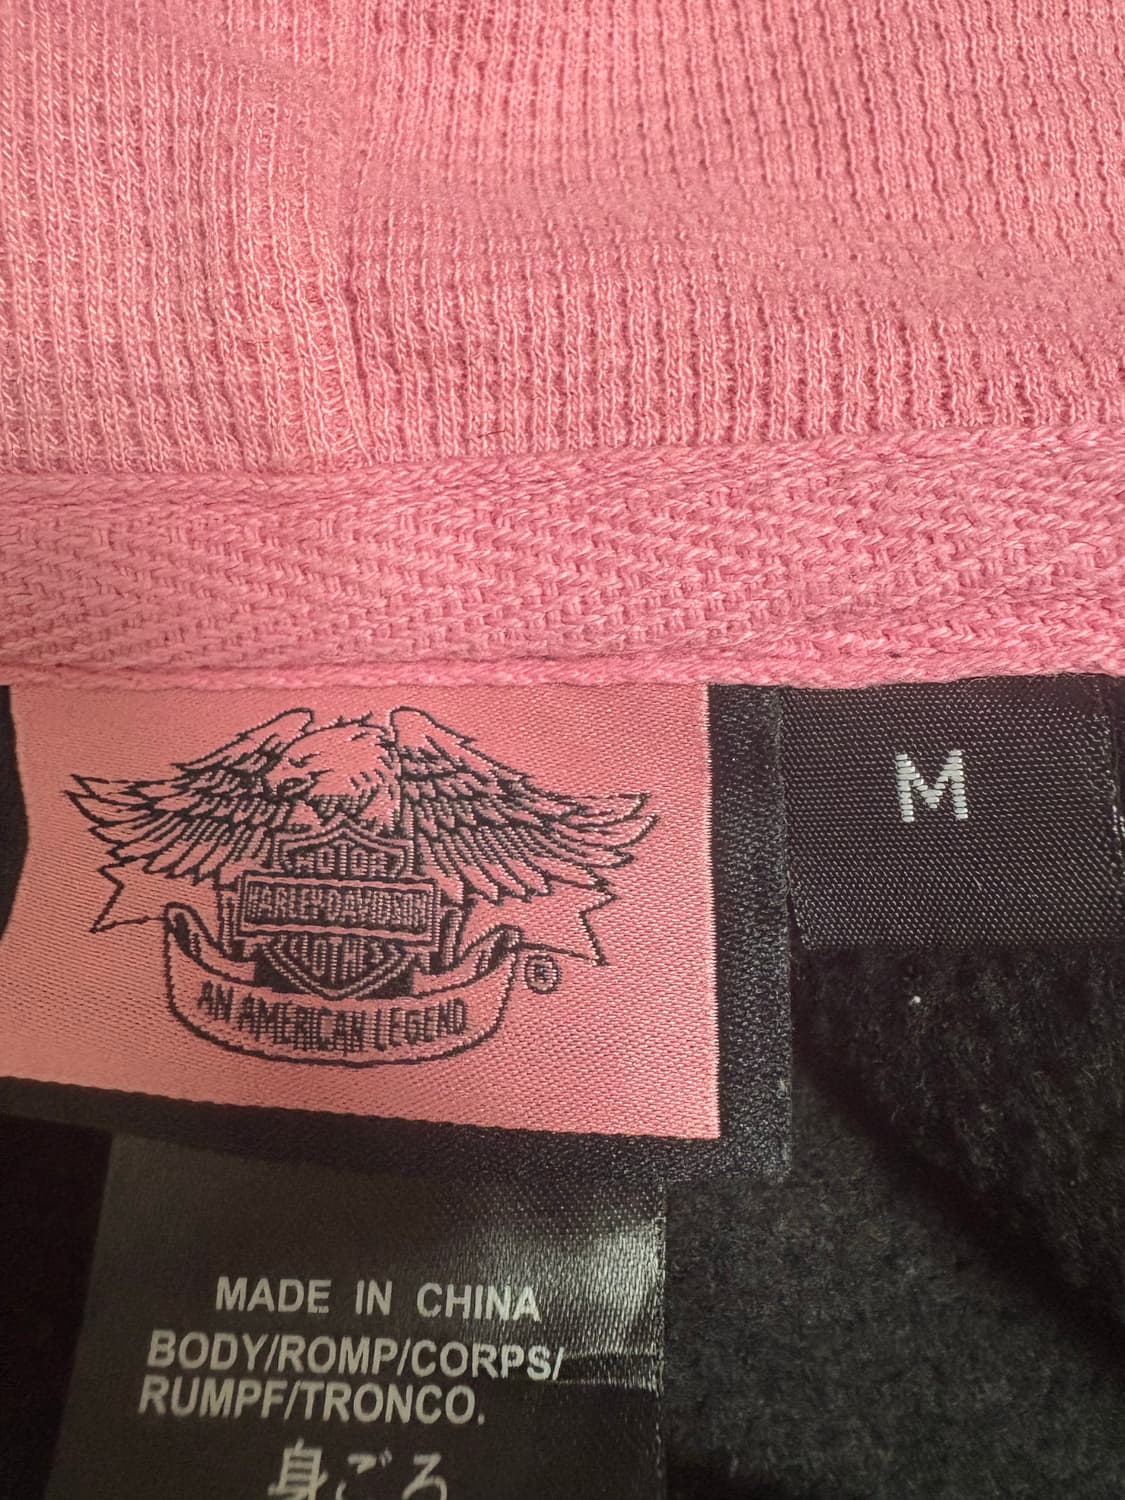 MOTOR
HARLEY-DAVIDSON
CYCLES
AN AMERICAN LEGEND
®
M
MADE IN CHINA
BODY/ROMP/CORPS/
RUMPF/TRONCO.
身ごろ